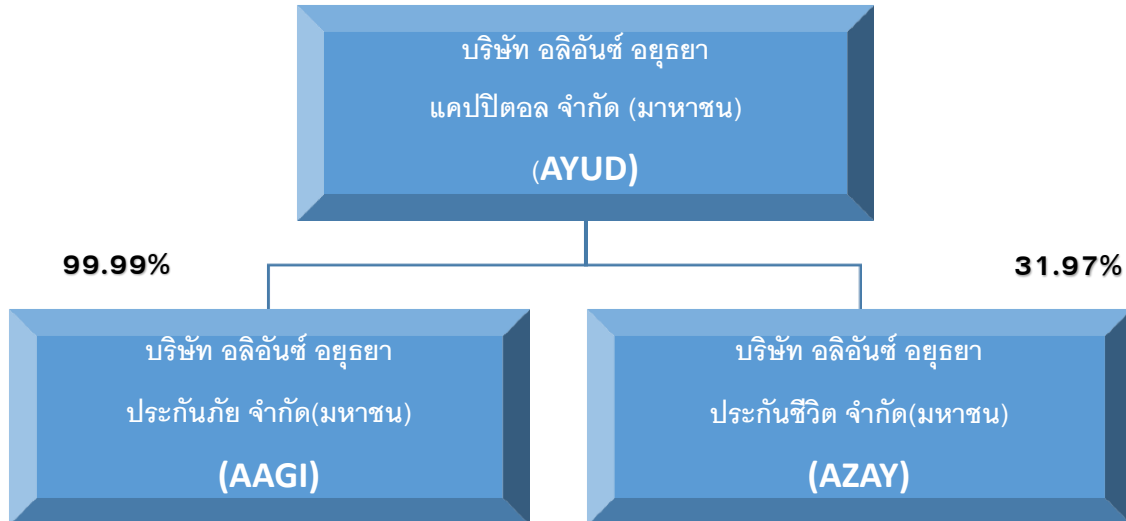 บริษัท อลิอันซ์ อยุธยา
แคปปิตอล จำกัด (มาหาชน)
(AYUD)
99.99%
31.97%
บริษัท อลิอันซ์ อยุธยา
ประกันภัย จำกัด(มหาชน)
(AAGI)
บริษัท อลิอันซ์ อยุธยา
ประกันชีวิต จำกัด(มหาชน)
(AZAY)